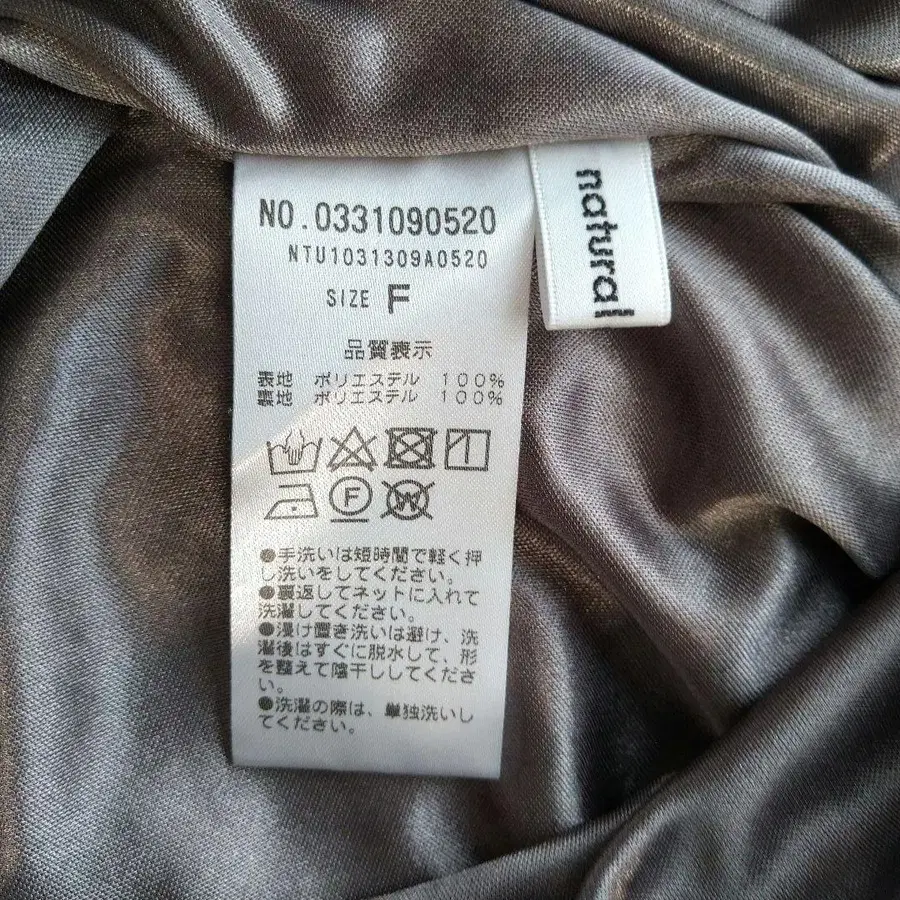 NO.0331090520
NTU1031309A0520
SIZE F
品質表示
表地 ポリエステル 100%
裏地 ポリエステル 100%
F
W
●手洗いは短時間で軽く押
し洗いをしてください。
●裏返してネットに入れて
洗濯してください。
●浸け置き洗いは避け、洗
濯後はすぐに脱水して、形
を整えて陰干ししてくださ
い。
●洗濯の際は、単独洗いし
てください。
natural